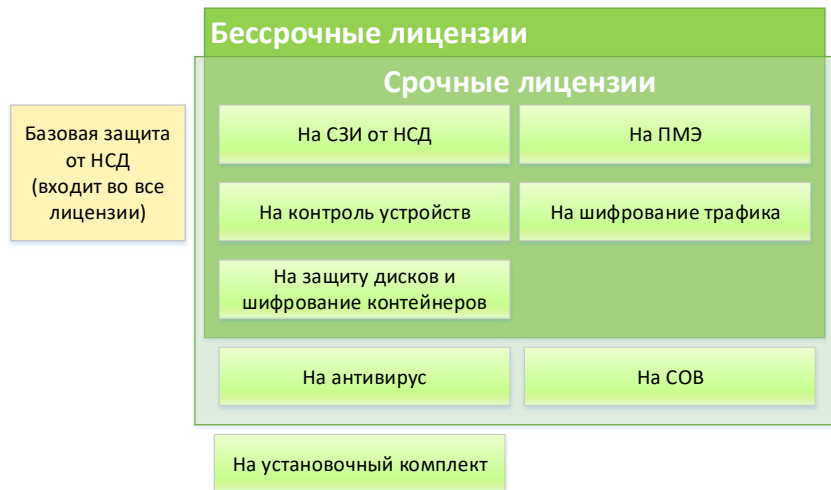 Бессрочные лицензии
Срочные лицензии
Базовая защита
от НСД
(входит во все
лицензии)
На СЗИ от НСД
На ПМЭ
На контроль устройств
На шифрование трафика
На защиту дисков и
шифрование контейнеров
На антивирус
На СОВ
На установочный комплект